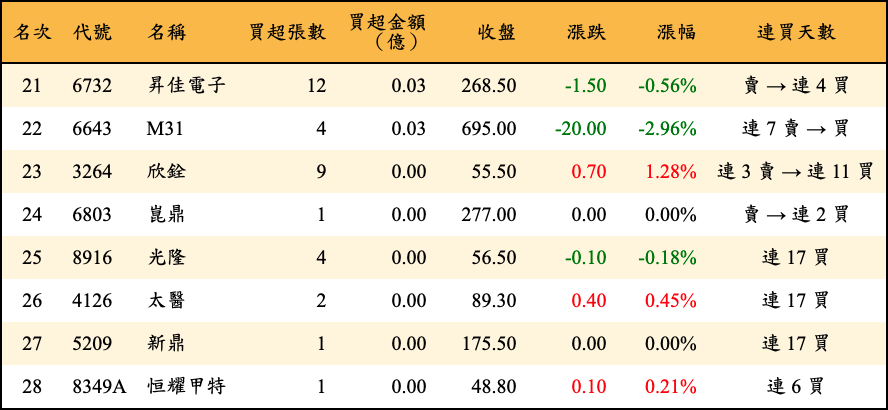 名次 代號 名稱 買超張數 買超金額（億） 收盤 漲跌 漲幅 連買天數
21 6732 昇佳電子 12 0.03 268.50 -1.50 -0.56% 賣 → 連 4 買
22 6643 M31 4 0.03 695.00 -20.00 -2.96% 連 7 賣 → 買
23 3264 欣銓 9 0.00 55.50 0.70 1.28% 連 3 賣 → 連 11 買
24 6803 崑鼎 1 0.00 277.00 0.00 0.00% 賣 → 連 2 買
25 8916 光隆 4 0.00 56.50 -0.10 -0.18% 連 17 買
26 4126 太醫 2 0.00 89.30 0.40 0.45% 連 17 買
27 5209 新鼎 1 0.00 175.50 0.00 0.00% 連 17 買
28 8349A 恒耀甲特 1 0.00 48.80 0.10 0.21% 連 6 買